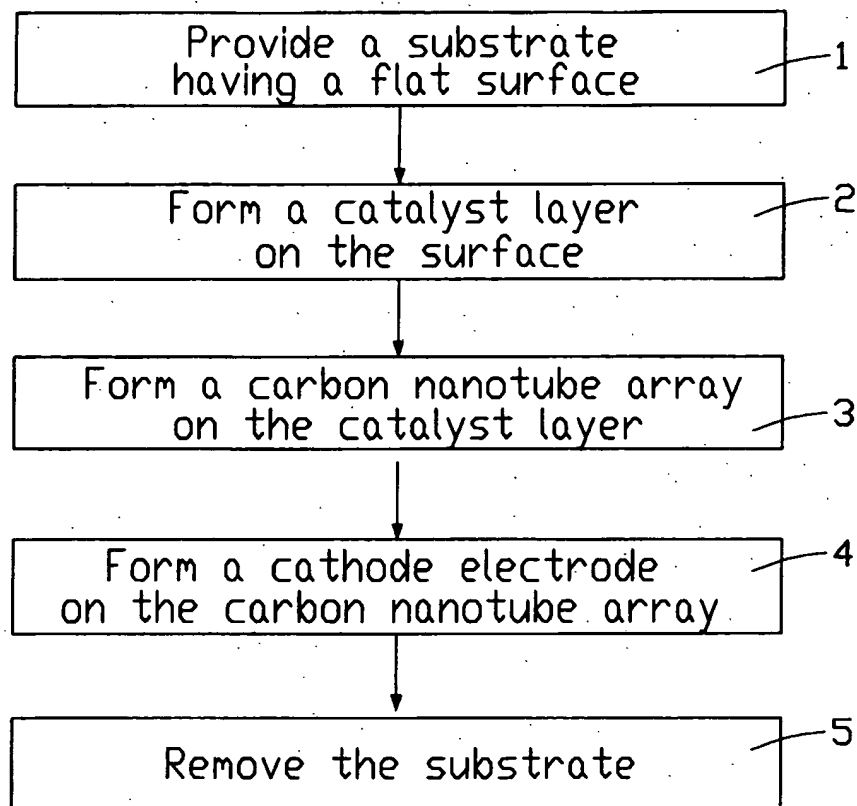 Provide a substrate
having a flat surface
1
Form a catalyst layer
on the surface
2
Form a carbon nanotube array
on the catalyst layer
3
Form a cathode electrode
on the carbon nanotube array
4
Remove the substrate
5